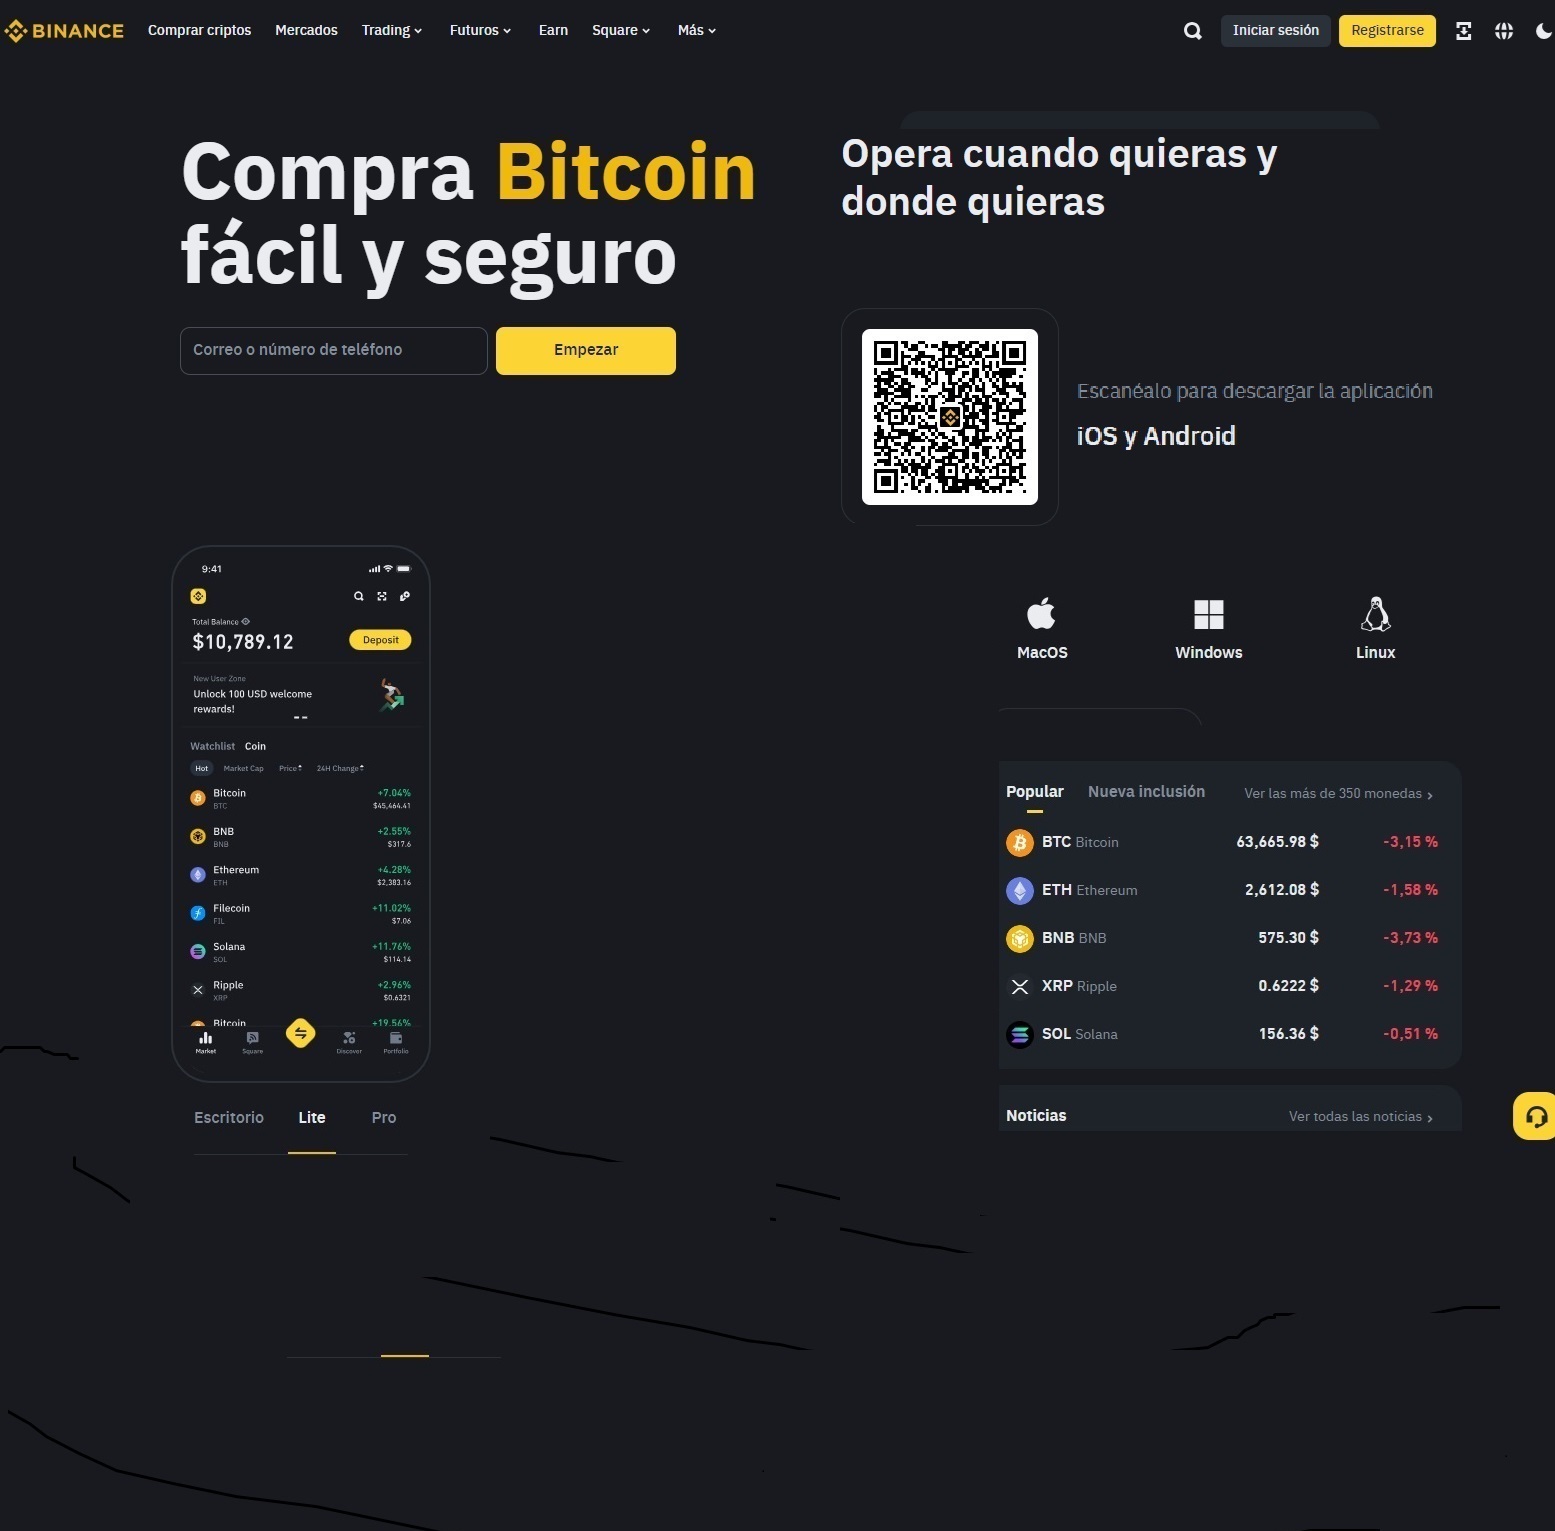 BINANCE
Comprar criptos
Mercados
Trading
Futuros
Earn
Square
Más
Iniciar sesión
Registrarse
Compra Bitcoin
fácil y seguro
Correo o número de teléfono
Empezar
Opera cuando quieras y
donde quieras
Escanéalo para descargar la aplicación
iOS y Android
MacOS
Windows
Linux
9:41
Total Balance
$10,789.12
Deposit
New User Zone
Unlock 100 USD welcome
rewards!
Watchlist Coin
Hot Market Cap Price 24H Change
Bitcoin +7.04%
BTC $45,464.41
BNB +2.55%
BNB $317.6
Ethereum +4.28%
ETH $2,383.16
Filecoin +11.02%
FIL $7.06
Solana +11.76%
SOL $114.14
Ripple +2.96%
XRP $0.6321
Bitcoin +19.56%
Market Square Discover Portfolio
Escritorio Lite Pro
Popular Nueva inclusión Ver las más de 350 monedas
BTC Bitcoin 63,665.98 $ -3,15 %
ETH Ethereum 2,612.08 $ -1,58 %
BNB BNB 575.30 $ -3,73 %
XRP Ripple 0.6222 $ -1,29 %
SOL Solana 156.36 $ -0,51 %
Noticias Ver todas las noticias